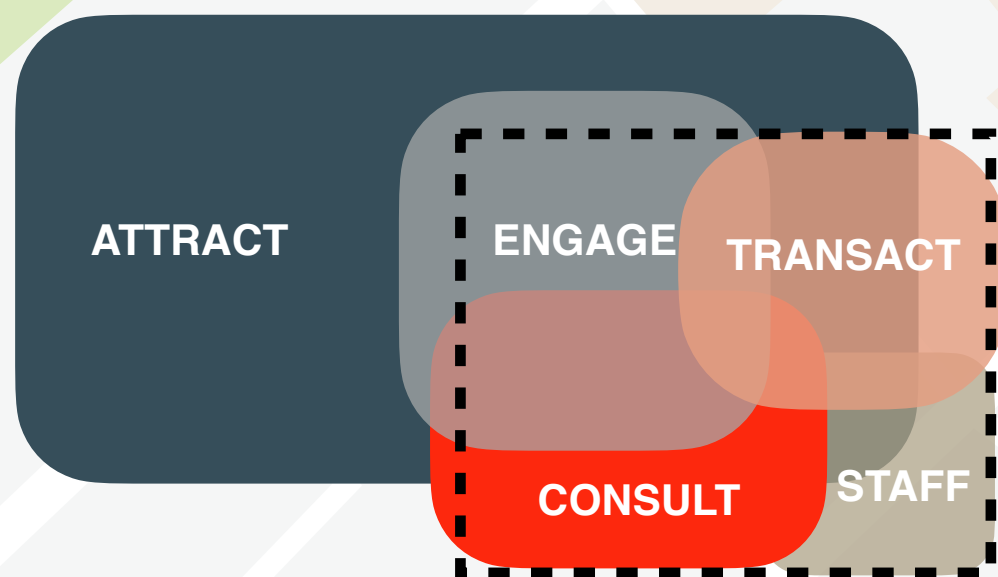 ATTRACT
ENGAGE
TRANSACT
CONSULT
STAFF